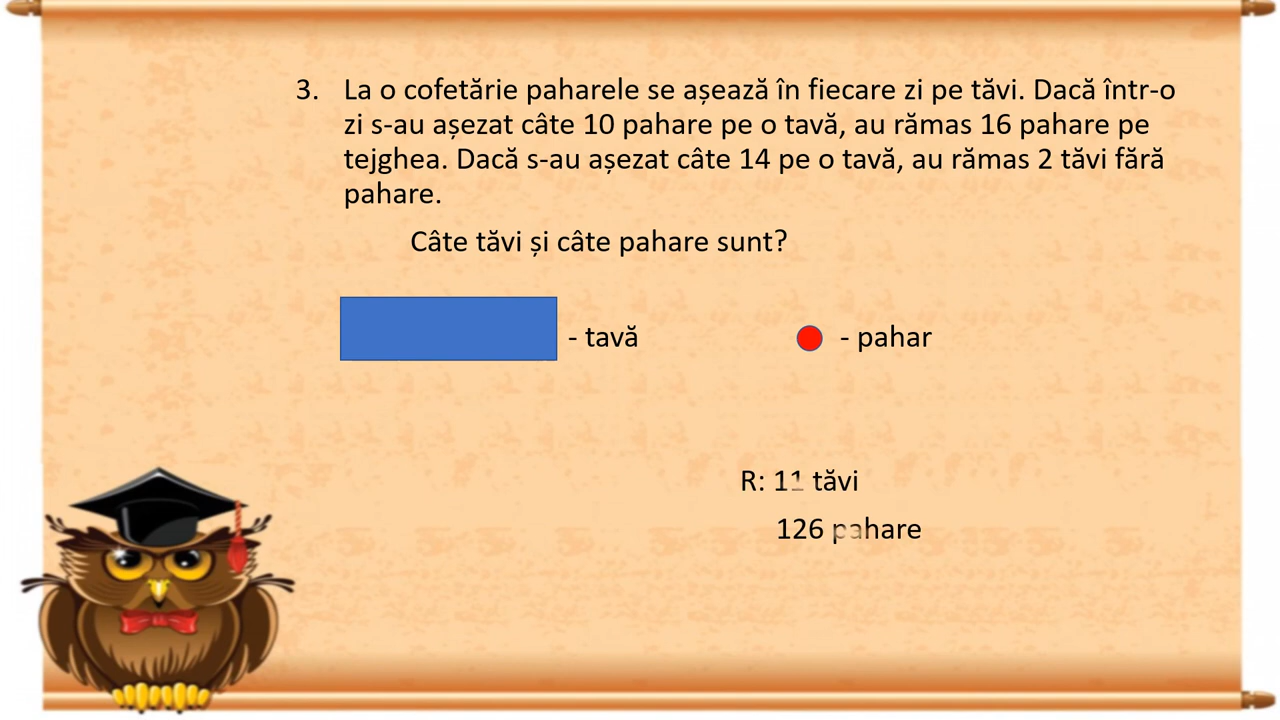 3. La o cofetărie paharele se așează în fiecare zi pe tăvi. Dacă într-o
zi s-au așezat câte 10 pahare pe o tavă, au rămas 16 pahare pe
tejghea. Dacă s-au așezat câte 14 pe o tavă, au rămas 2 tăvi fără
pahare.
Câte tăvi și câte pahare sunt?
- tavă
- pahar
R: 11 tăvi
126 pahare